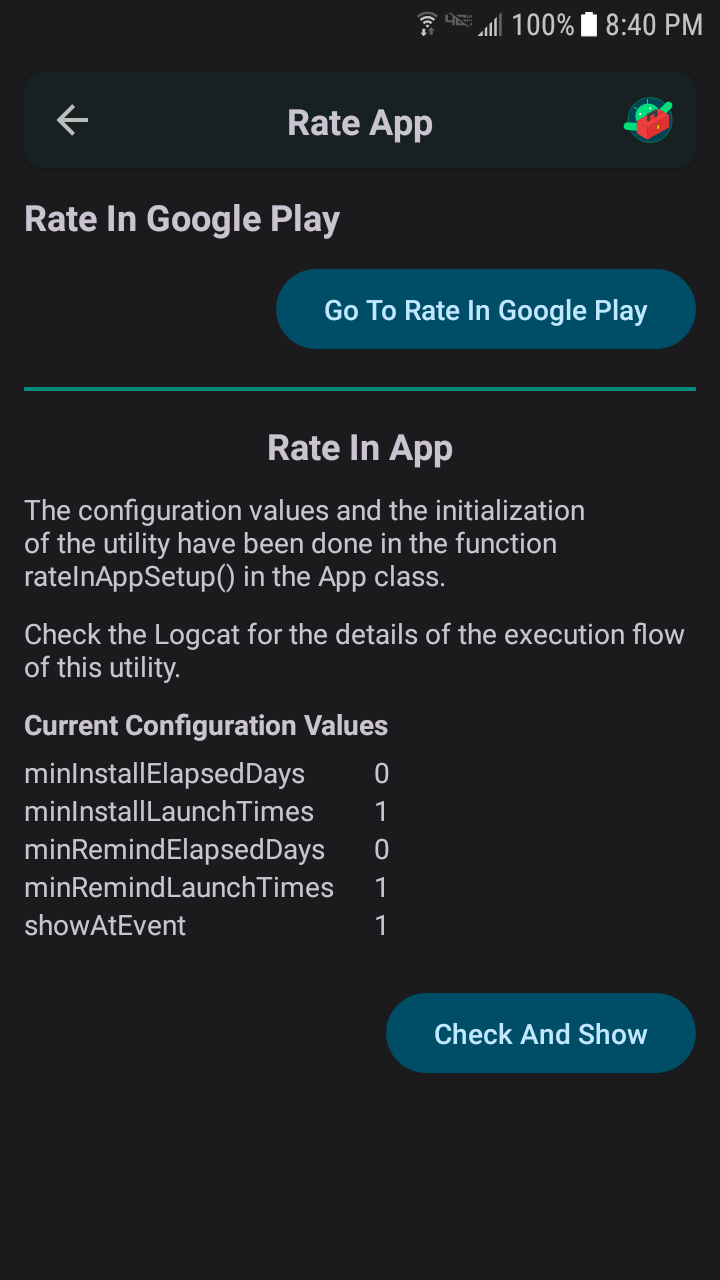 100% 8:40 PM
Rate App
Rate In Google Play
Go To Rate In Google Play
Rate In App
The configuration values and the initialization
of the utility have been done in the function
rateInAppSetup() in the App class.
Check the Logcat for the details of the execution flow
of this utility.
Current Configuration Values
minInstallElapsedDays 0
minInstallLaunchTimes 1
minRemindElapsedDays 0
minRemindLaunchTimes 1
showAtEvent 1
Check And Show